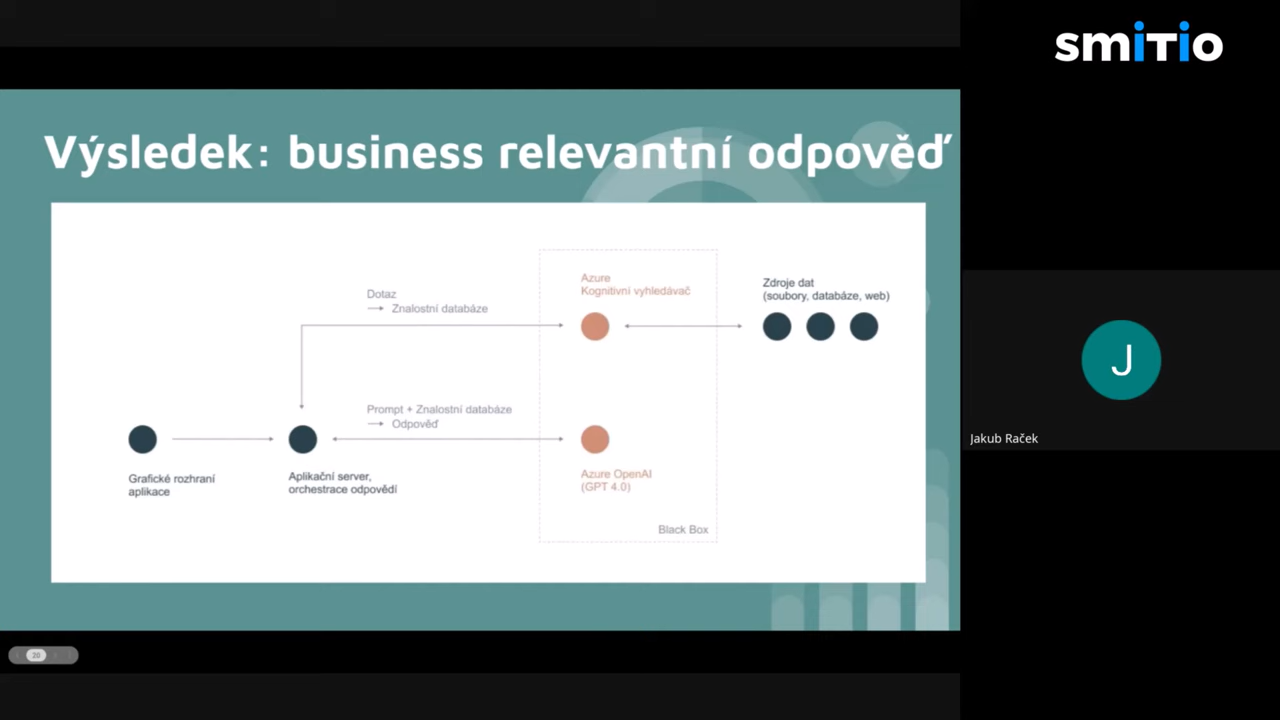 smiTio
Výsledek: business relevantní odpověď
Dotaz
→ Znalostní databáze
Azure
Kognitivní vyhledávač
Zdroje dat
(soubory, databáze, web)
Prompt + Znalostní databáze
→ Odpověď
Grafické rozhraní
aplikace
Aplikační server,
orchestrace odpovědí
Azure OpenAI
(GPT 4.0)
Black Box
J
Jakub Raček
20